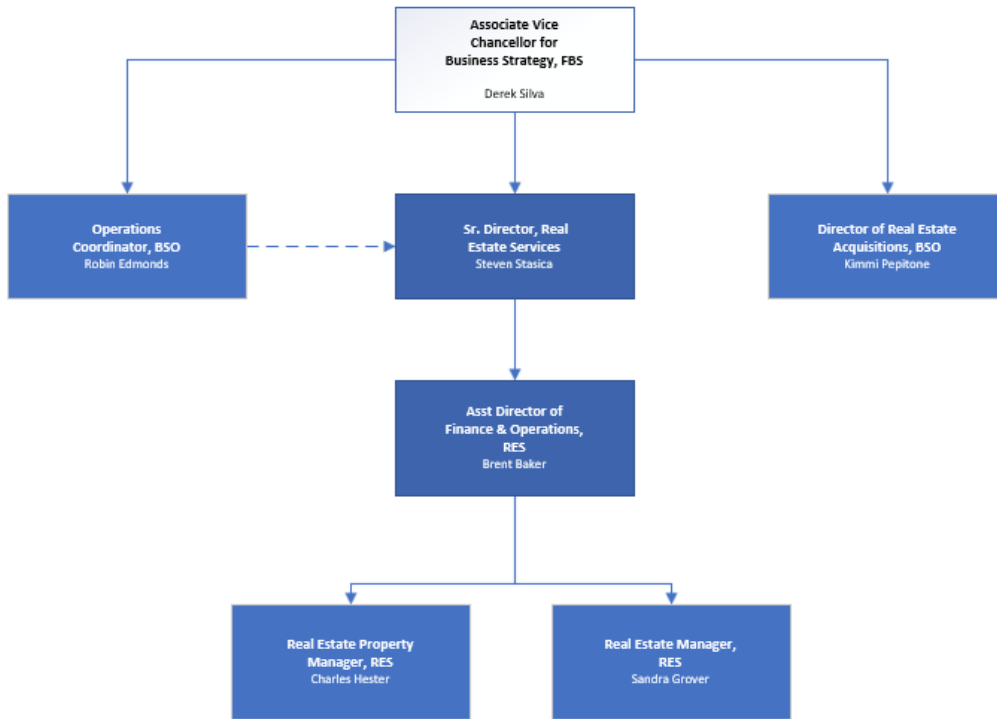 Associate Vice
Chancellor for
Business Strategy, FBS
Derek Silva
Operations
Coordinator, BSO
Robin Edmonds
Sr. Director, Real
Estate Services
Steven Stasica
Director of Real Estate
Acquisitions, BSO
Kimmi Pepitone
Asst Director of
Finance & Operations,
RES
Brent Baker
Real Estate Property
Manager, RES
Charles Hester
Real Estate Manager,
RES
Sandra Grover